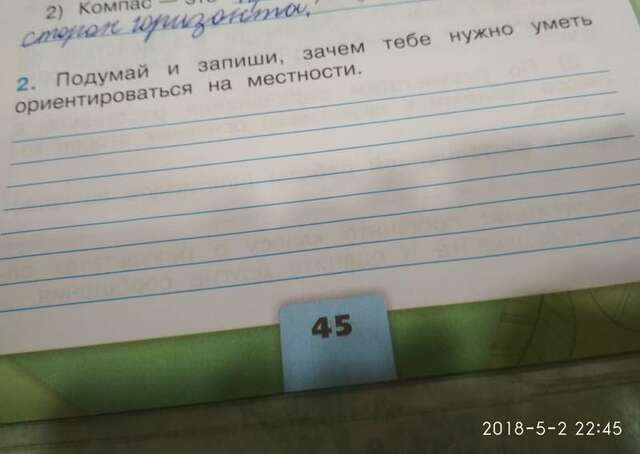 2) Компас — это
сторон горизонта.
2. Подумай и запиши, зачем тебе нужно уметь
ориентироваться на местности.
45
2018-5-2 22:45